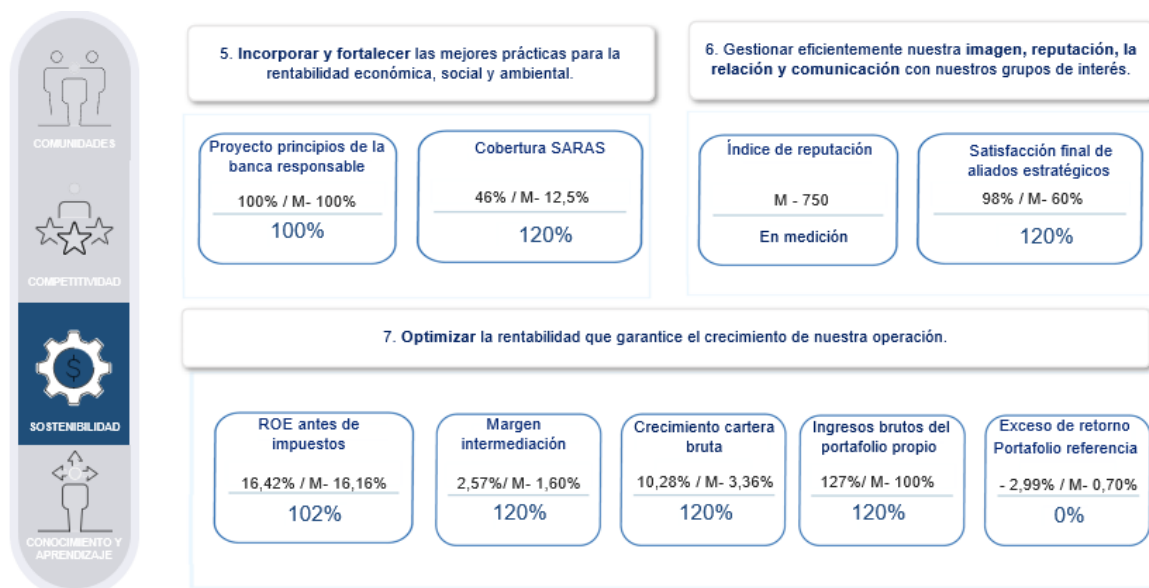 COMUNIDADES
COMPETITIVIDAD
SOSTENIBILIDAD
CONOCIMIENTO Y
APRENDIZAJE
5. Incorporar y fortalecer las mejores prácticas para la
rentabilidad económica, social y ambiental.
Proyecto principios de la
banca responsable
100% / M- 100%
100%
Cobertura SARAS
46% / M- 12,5%
120%
6. Gestionar eficientemente nuestra imagen, reputación, la
relación y comunicación con nuestros grupos de interés.
Índice de reputación
M - 750
En medición
Satisfacción final de
aliados estratégicos
98% / M- 60%
120%
7. Optimizar la rentabilidad que garantice el crecimiento de nuestra operación.
ROE antes de
impuestos
16,42% / M- 16,16%
102%
Margen
intermediación
2,57%/ M- 1,60%
120%
Crecimiento cartera
bruta
10,28% / M- 3,36%
120%
Ingresos brutos del
portafolio propio
127%/ M- 100%
120%
Exceso de retorno
Portafolio referencia
- 2,99% / M- 0,70%
0%